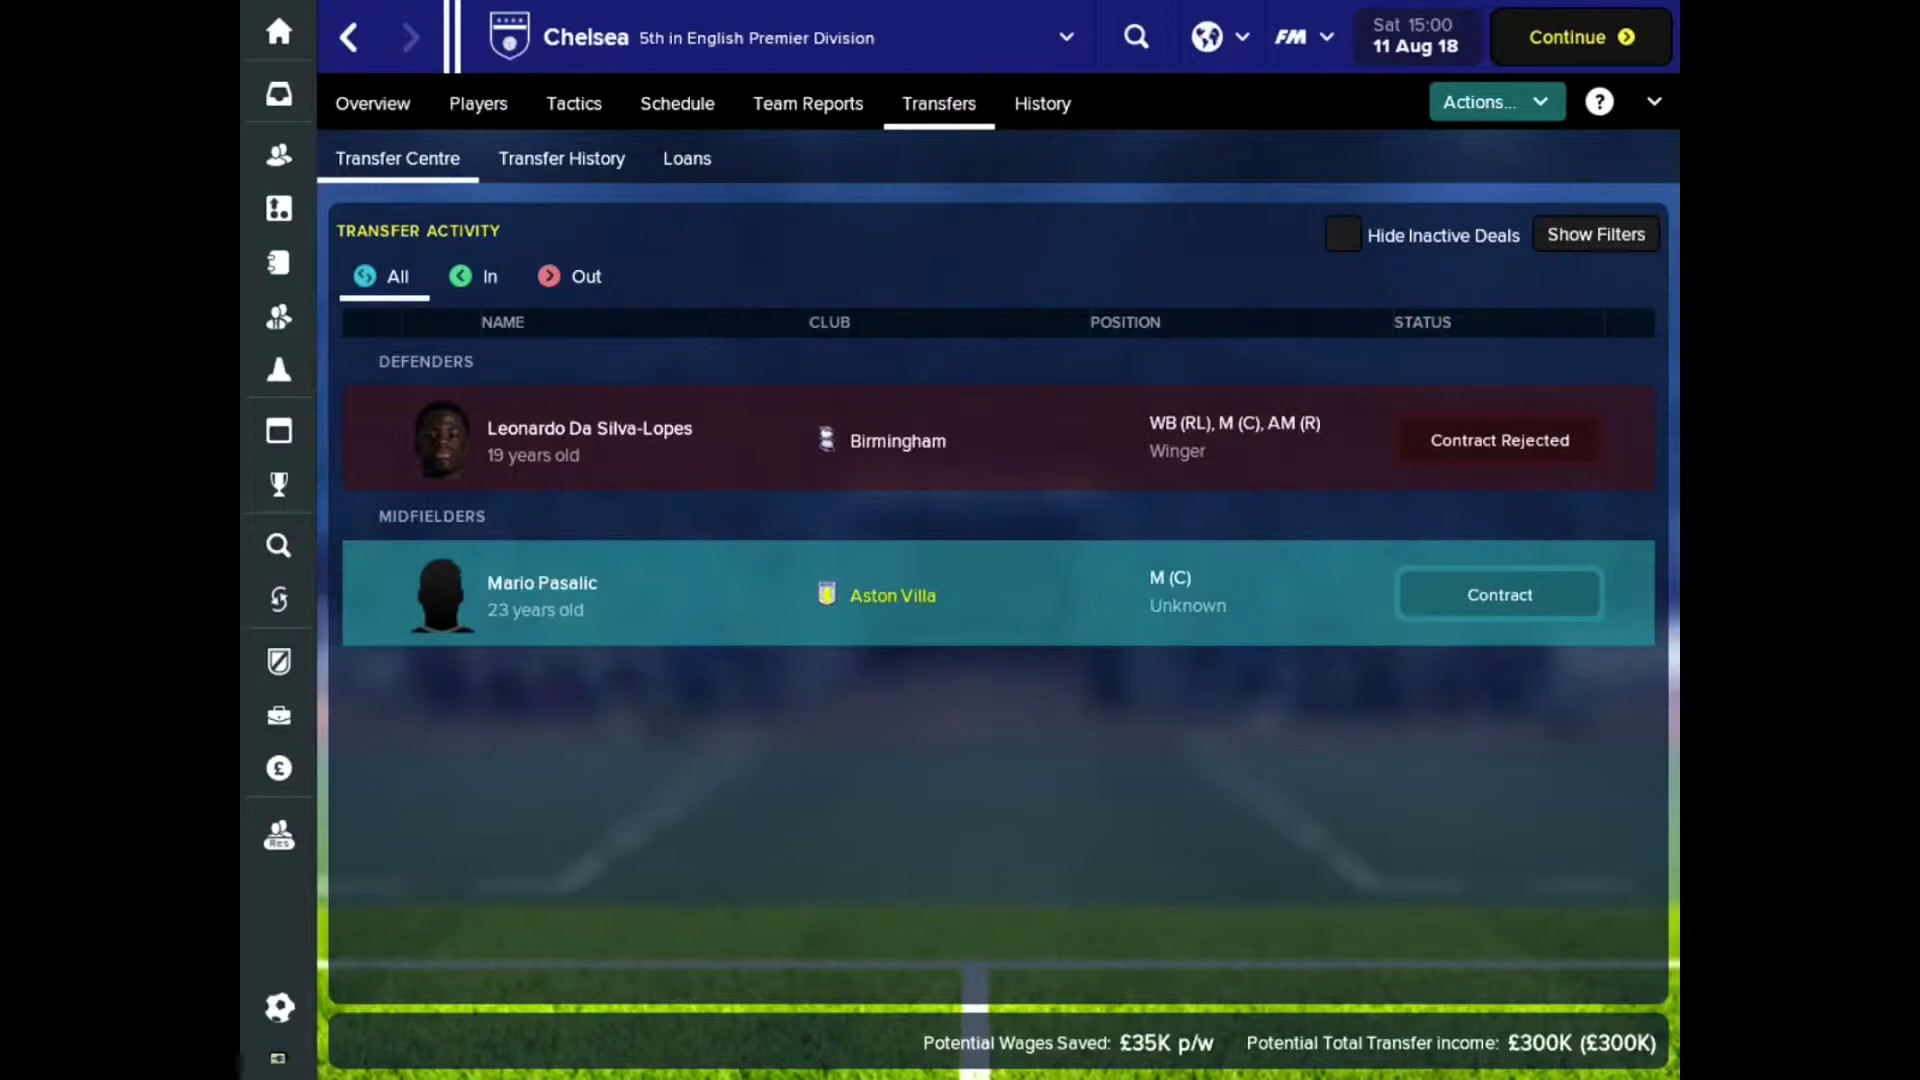 Chelsea 5th in English Premier Division
FM
Sat 15:00
11 Aug 18
Continue
Overview Players Tactics Schedule Team Reports Transfers History
Actions... ?
Transfer Centre Transfer History Loans
TRANSFER ACTIVITY
Hide Inactive Deals Show Filters
All In Out
NAME CLUB POSITION STATUS
DEFENDERS
Leonardo Da Silva-Lopes
19 years old
Birmingham
WB (RL), M (C), AM (R)
Winger
Contract Rejected
MIDFIELDERS
Mario Pasalic
23 years old
Aston Villa
M (C)
Unknown
Contract
£
Res
Potential Wages Saved: £35K p/w Potential Total Transfer income: £300K (£300K)